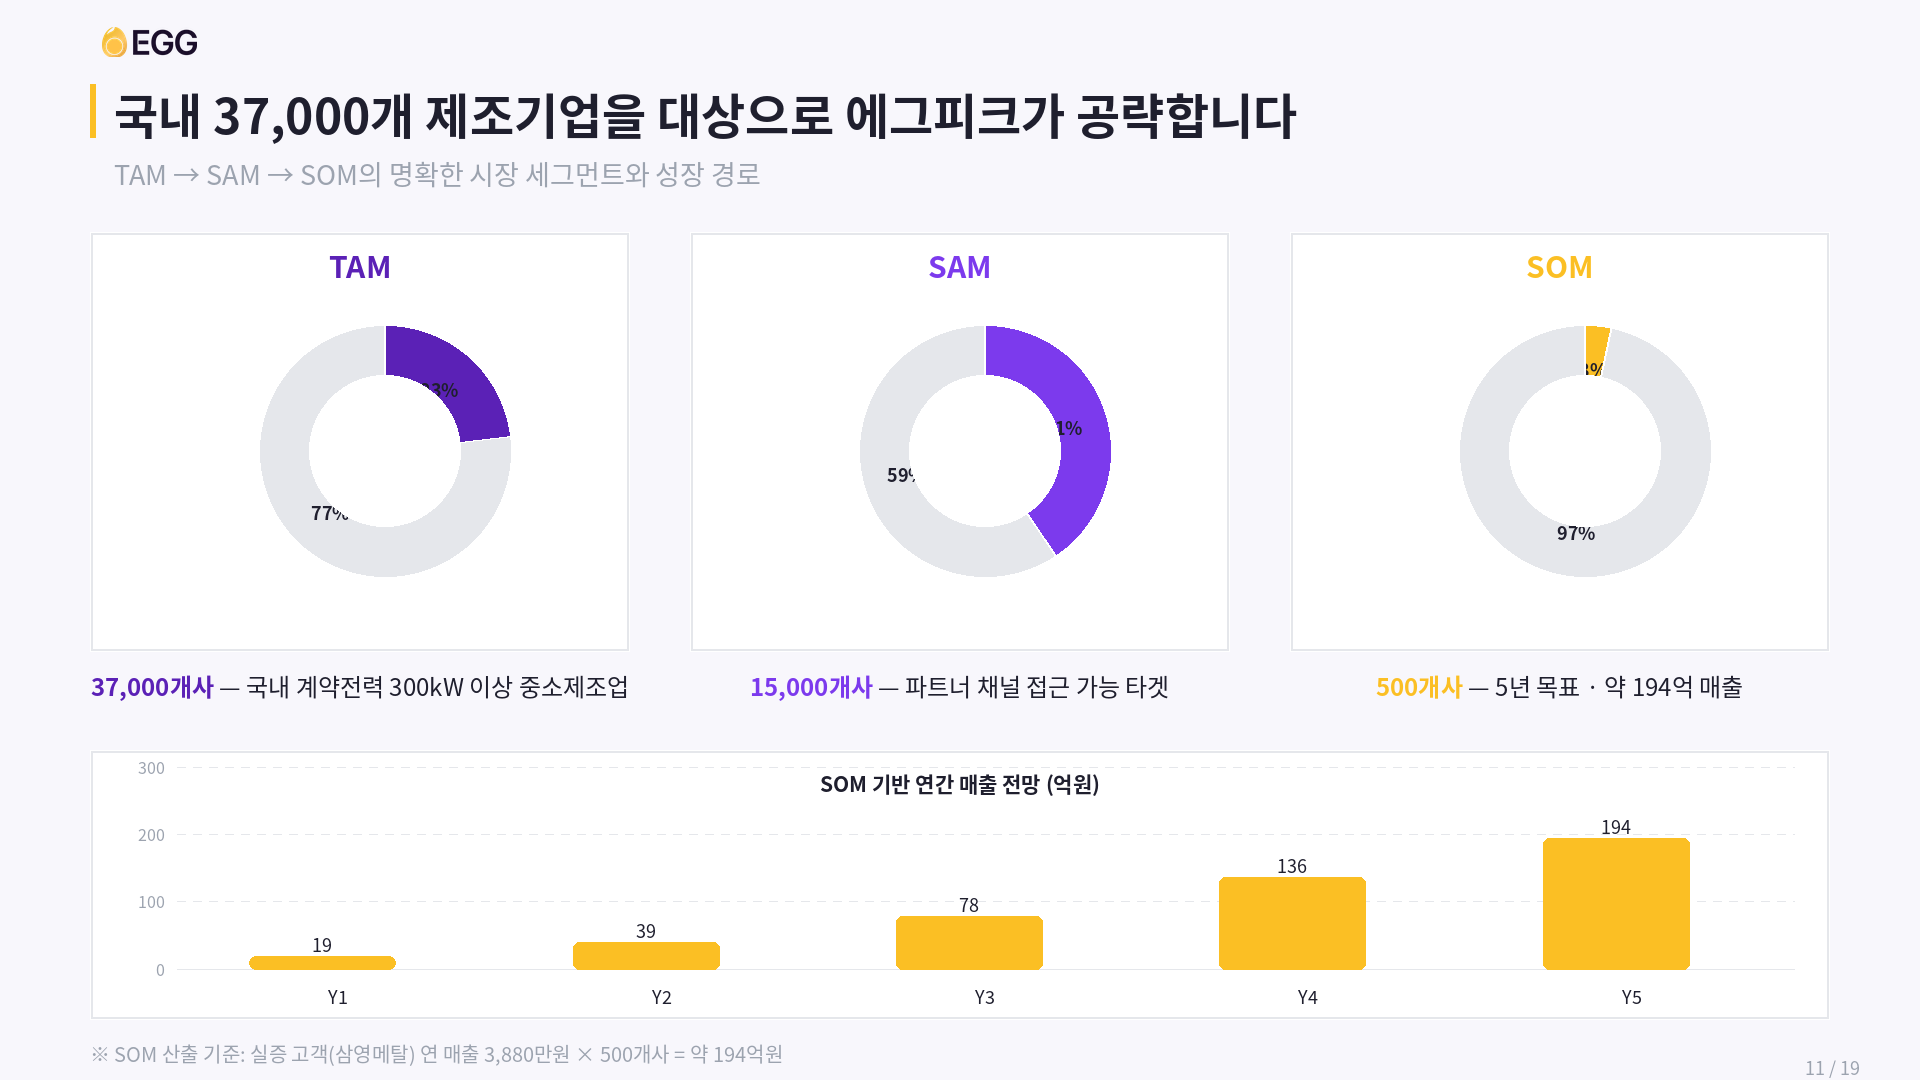 EGG
국내 37,000개 제조기업을 대상으로 에그피크가 공략합니다
TAM → SAM → SOM의 명확한 시장 세그먼트와 성장 경로
TAM
77%
37,000개사 — 국내 계약전력 300kW 이상 중소제조업
SAM
59%
15,000개사 — 파트너 채널 접근 가능 타겟
SOM
97%
500개사 — 5년 목표 · 약 194억 매출
SOM 기반 연간 매출 전망 (억원)
300
200
100
0
19
39
78
136
194
Y1
Y2
Y3
Y4
Y5
※ SOM 산출 기준: 실증 고객(삼영메탈) 연 매출 3,880만원 × 500개사 = 약 194억원
11 / 19